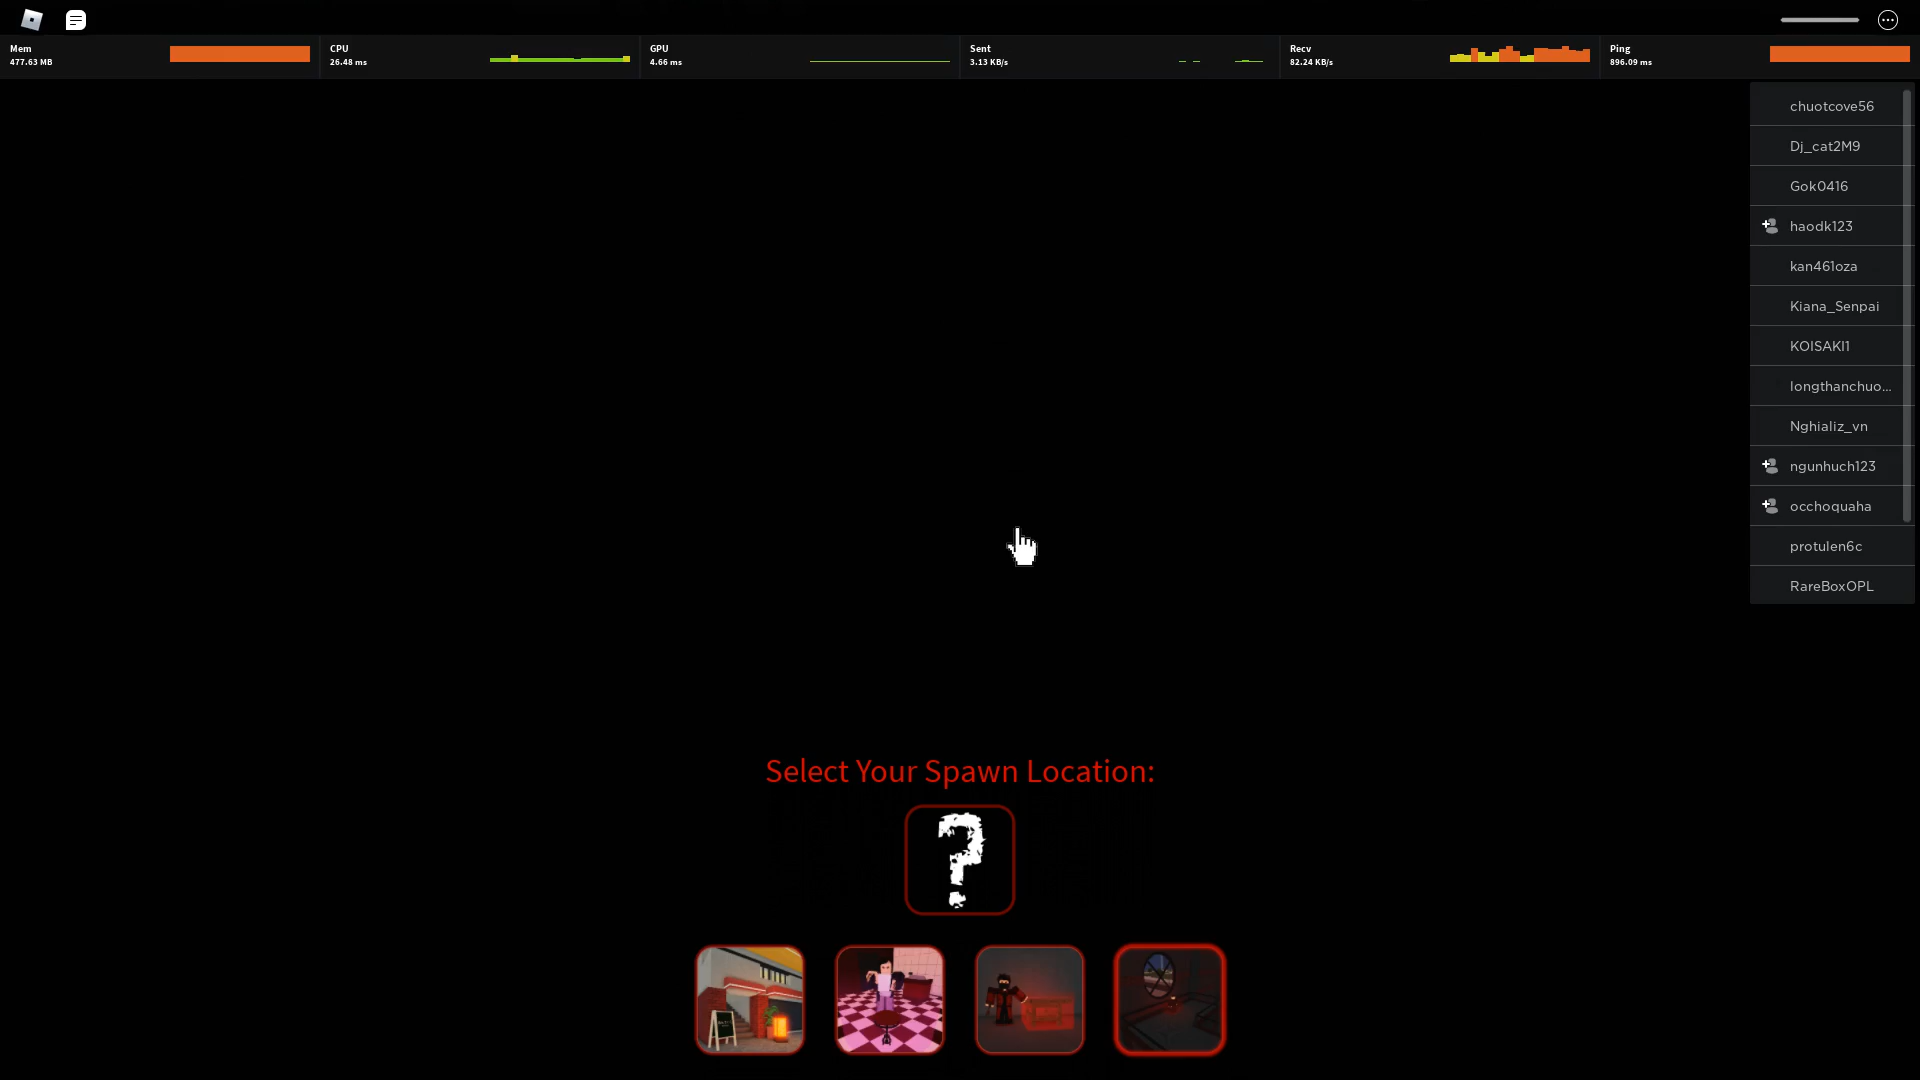 Mem
477.63 MB
CPU
26.48 ms
GPU
4.66 ms
Sent
3.13 KB/s
Recv
82.24 KB/s
Ping
896.09 ms
chuotcove56
Dj_cat2M9
Gok0416
haodk123
kan461oza
Kiana_Senpai
KOISAKI1
longthanchuo...
Nghializ_vn
ngunhuch123
occhoquaha
protulen6c
RareBoxOPL
Select Your Spawn Location:
?